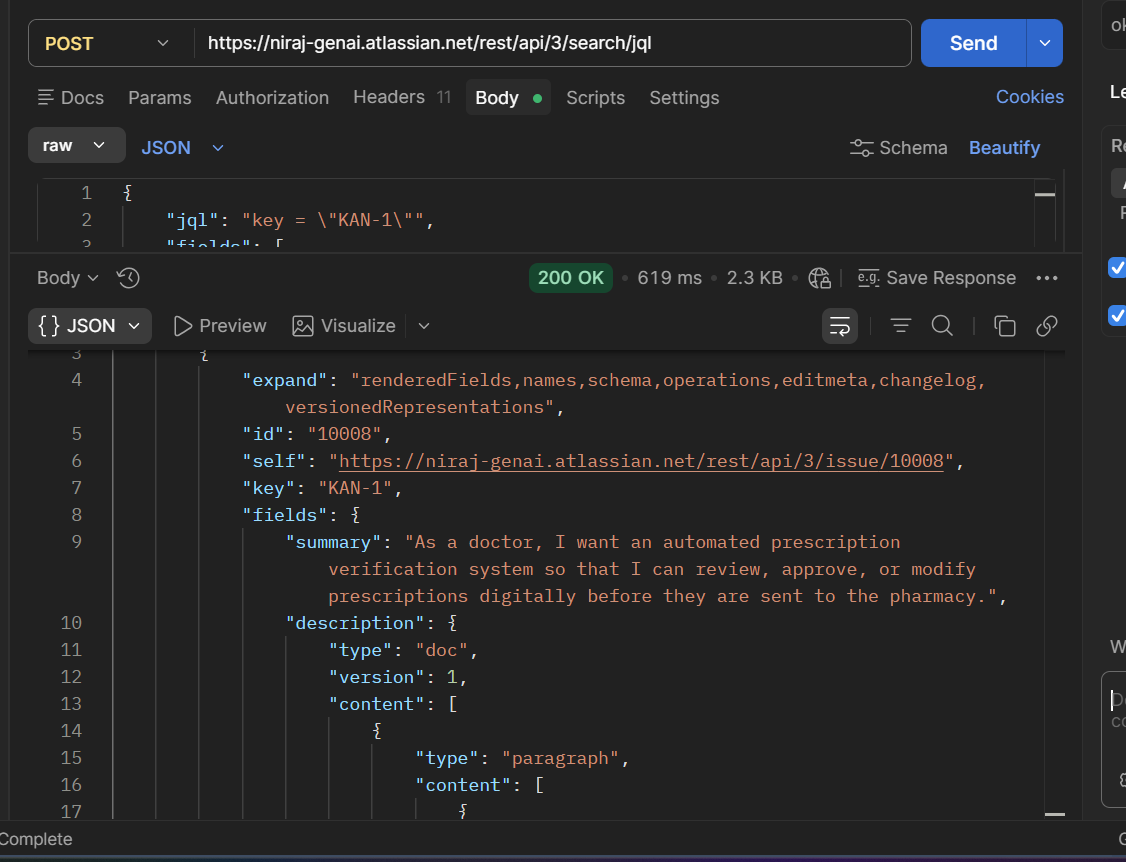 POST https://niraj-genai.atlassian.net/rest/api/3/search/jql Send
Docs Params Authorization Headers 11 Body Scripts Settings Cookies
raw JSON Schema Beautify
1 {
2 "jql": "key = \"KAN-1\"",
3 "fields": [
Body 200 OK 619 ms 2.3 KB e.g. Save Response
{} JSON Preview Visualize
3 {
4 "expand": "renderedFields,names,schema,operations,editmeta,changelog,
versionedRepresentations",
5 "id": "10008",
6 "self": "https://niraj-genai.atlassian.net/rest/api/3/issue/10008",
7 "key": "KAN-1",
8 "fields": {
9 "summary": "As a doctor, I want an automated prescription
verification system so that I can review, approve, or modify
prescriptions digitally before they are sent to the pharmacy.",
10 "description": {
11 "type": "doc",
12 "version": 1,
13 "content": [
14 {
15 "type": "paragraph",
16 "content": [
17 {
Complete